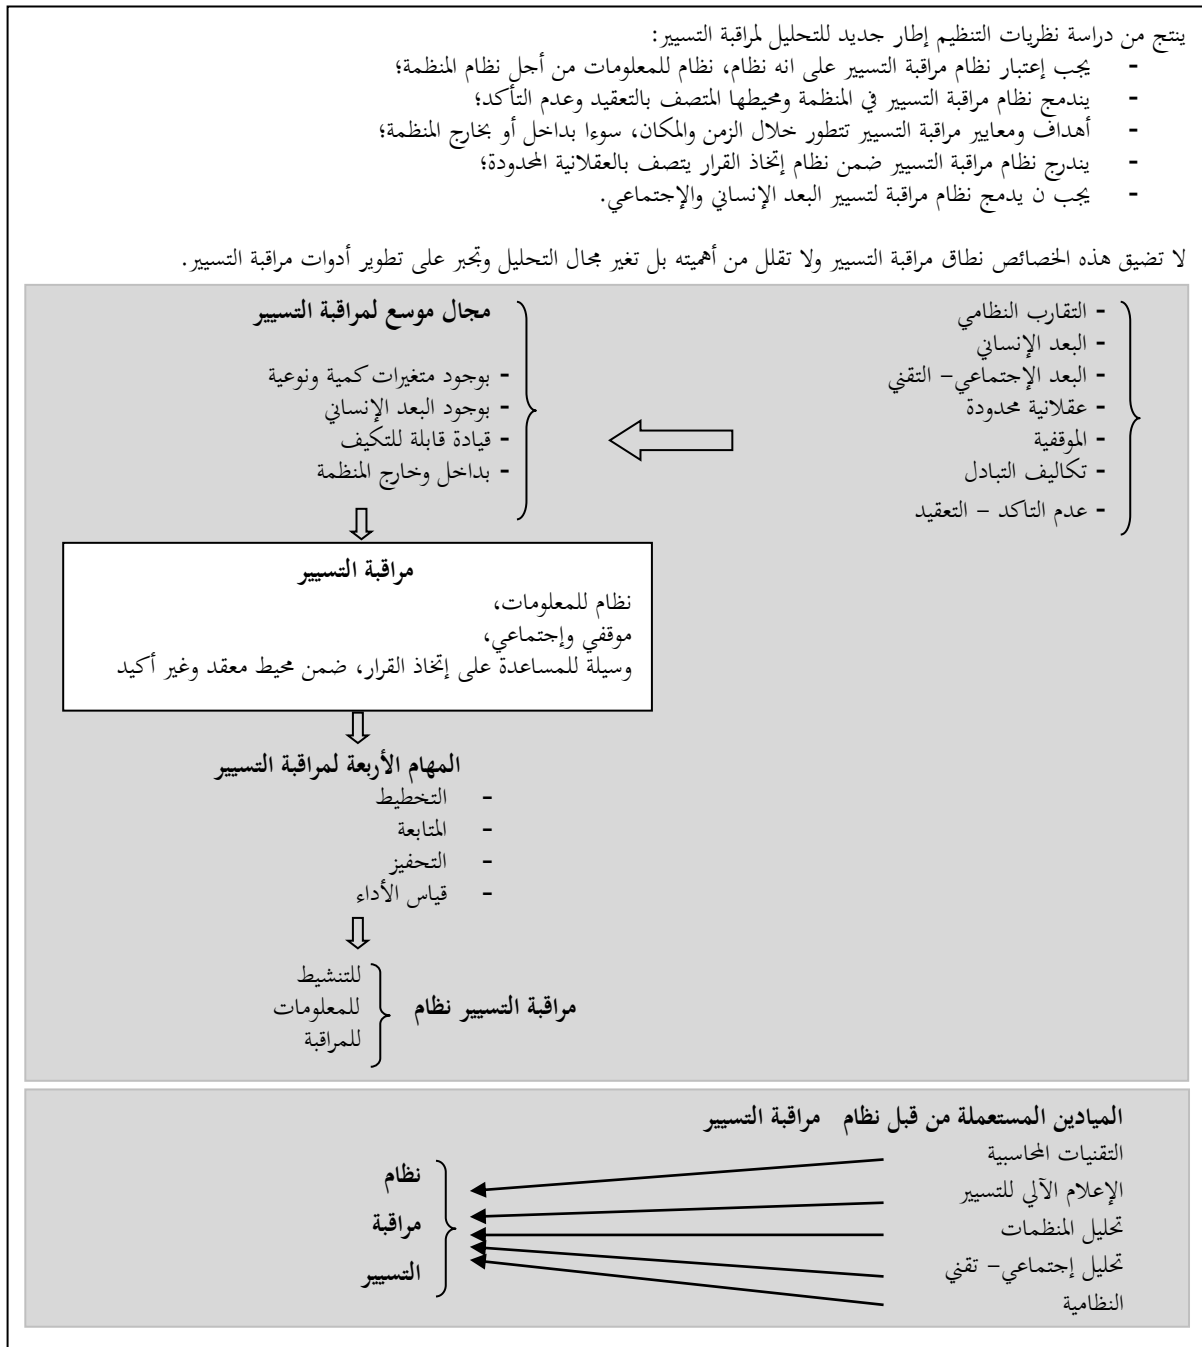 ينتج من دراسة نظريات التنظيم إطار جديد للتحليل لمراقبة التسيير:
- يجب إعتبار نظام مراقبة التسيير على انه نظام، نظام للمعلومات من أجل نظام المنظمة؛
- يندمج نظام مراقبة التسيير في المنظمة ومحيطها المتصف بالتعقيد وعدم التأكد؛
- أهداف ومعايير مراقبة التسيير تتطور خلال الزمن والمكان، سوءا بداخل أو بخارج المنظمة؛
- يندرج نظام مراقبة التسيير ضمن نظام إتخاذ القرار يتصف بالعقلانية المحدودة؛
- يجب ن يدمج نظام مراقبة لتسيير البعد الإنساني والإجتماعي.
لا تضيق هذه الخصائص نطاق مراقبة التسيير ولا تقلل من أهميته بل تغير مجال التحليل وتجبر على تطوير أدوات مراقبة التسيير.
- التقارب النظامي
- البعد الإنساني
- البعد الإجتماعي– التقني
- عقلانية محدودة
- الموقفية
- تكاليف التبادل
- عدم التاكد – التعقيد
مجال موسع لمراقبة التسيير
- بوجود متغيرات كمية ونوعية
- بوجود البعد الإنساني
- قيادة قابلة للتكيف
- بداخل وخارج المنظمة
مراقبة التسيير
نظام للمعلومات،
موقفي وإجتماعي،
وسيلة للمساعدة على إتخاذ القرار، ضمن محيط معقد وغير أكيد
المهام الأربعة لمراقبة التسيير
- التخطيط
- المتابعة
- التحفيز
- قياس الأداء
مراقبة التسيير نظام
للتنشيط
للمعلومات
للمراقبة
الميادين المستعملة من قبل نظام مراقبة التسيير
التقنيات المحاسبية
الإعلام الآلي للتسيير
تحليل المنظمات
تحليل إجتماعي– تقني
النظامية
نظام
مراقبة
التسيير